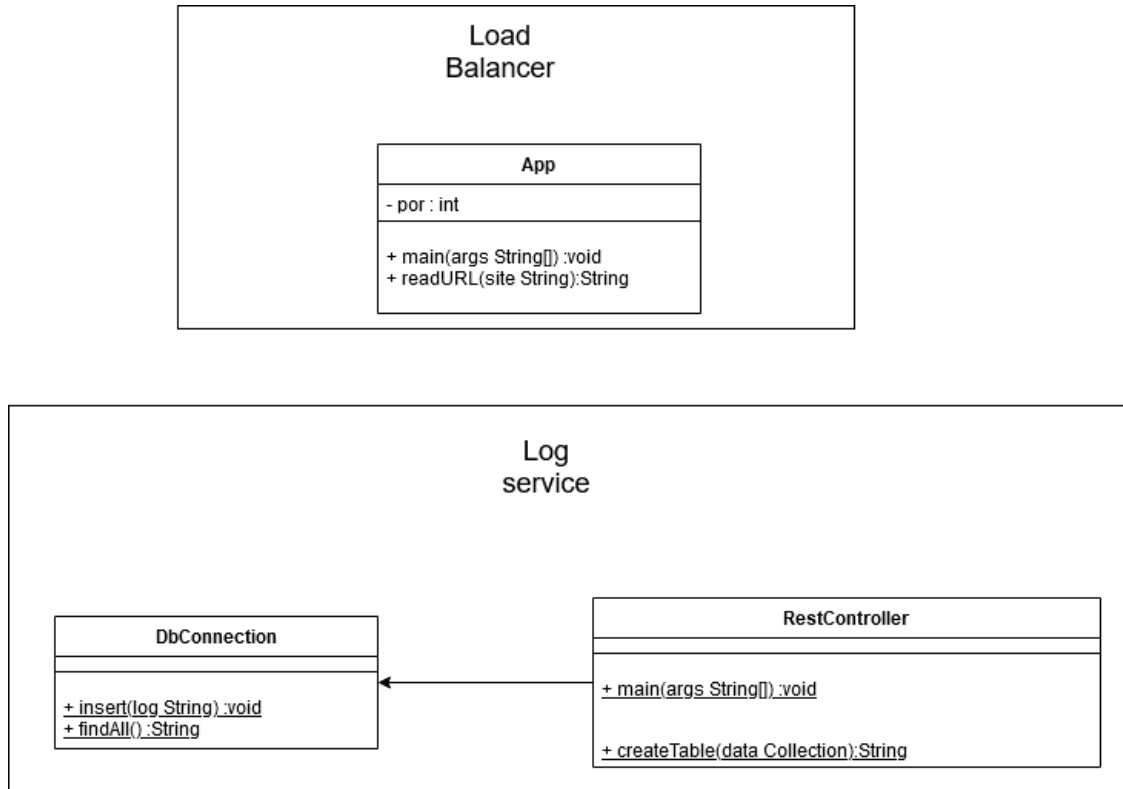 Load
Balancer
App
- por : int
+ main(args String[]) :void
+ readURL(site String):String
Log
service
DbConnection
+ insert(log String) :void
+ findAll() :String
RestController
+ main(args String[]) :void
+ createTable(data Collection):String